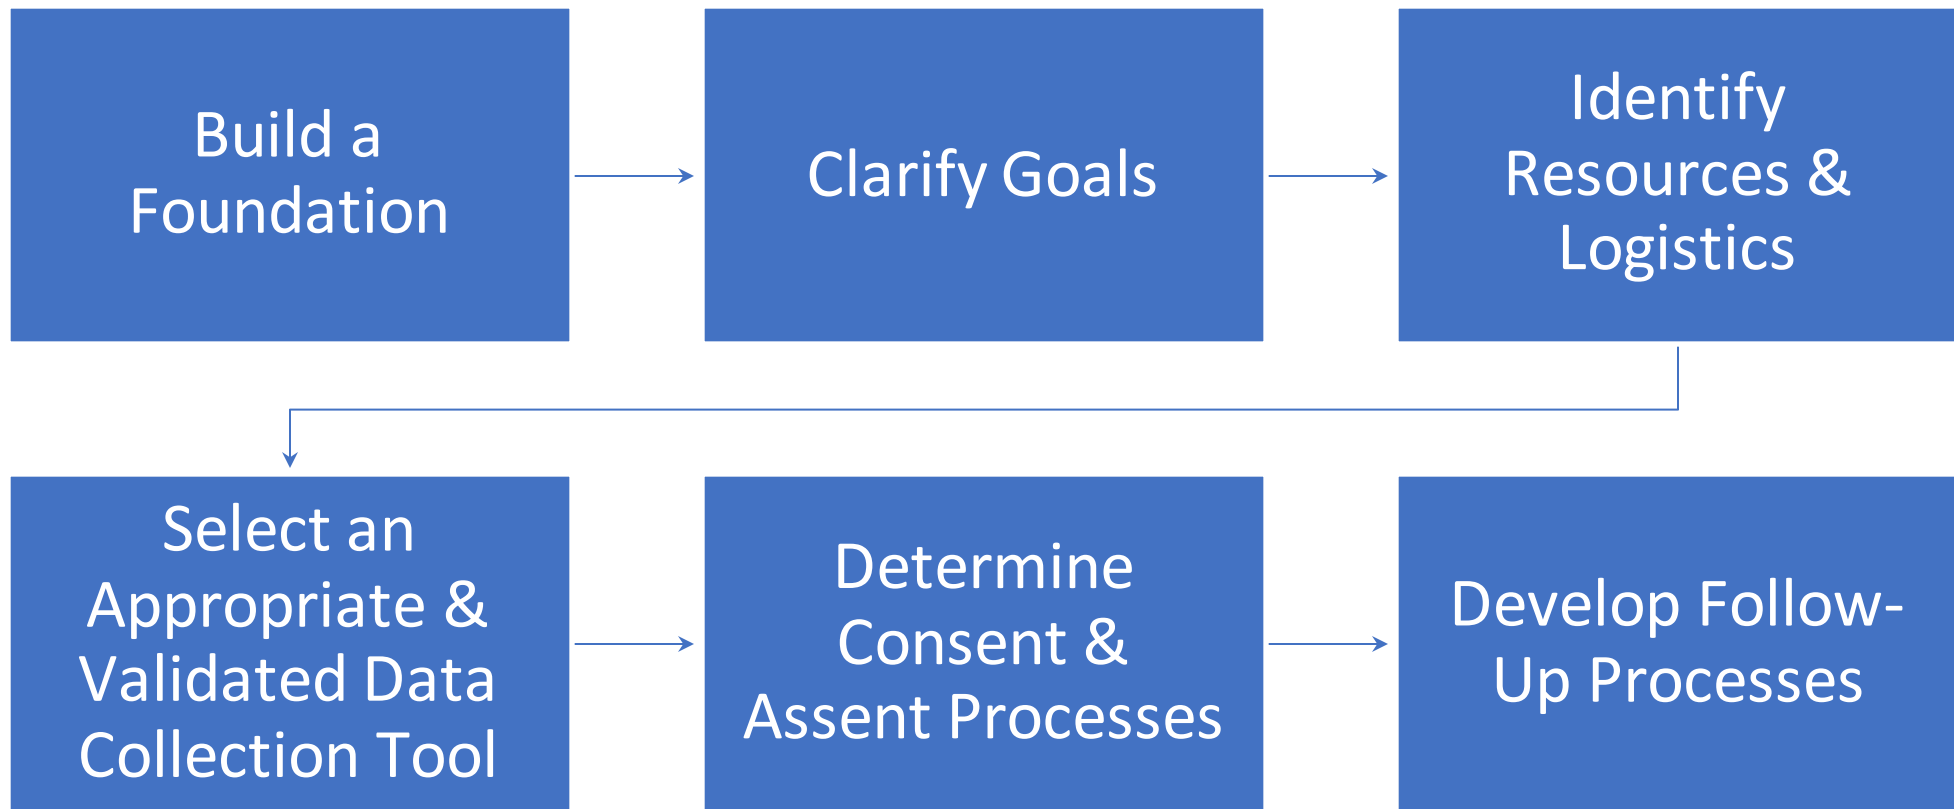 Build a
Foundation
Clarify Goals
Identify
Resources &
Logistics
Select an
Appropriate &
Validated Data
Collection Tool
Determine
Consent &
Assent Processes
Develop Follow-
Up Processes